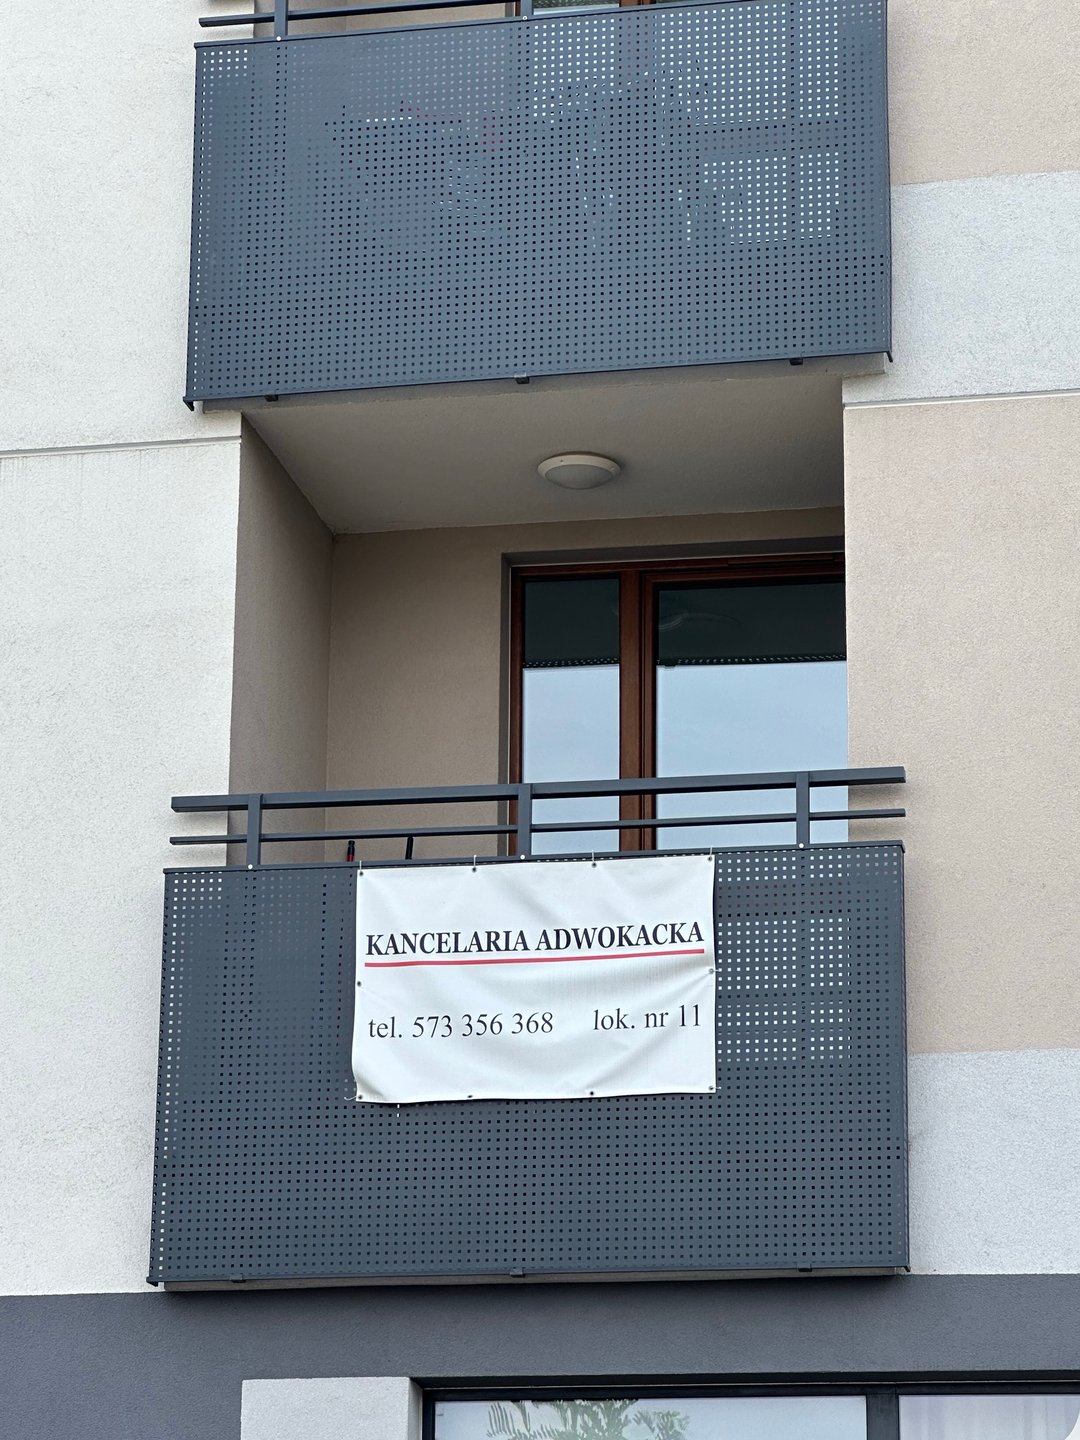 KANCELARIA ADWOKACKA
tel. 573 356 368 lok. nr 11